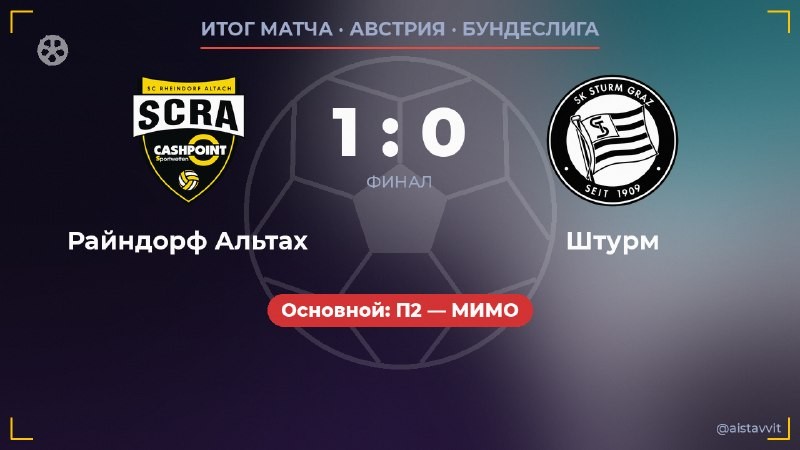 ИТОГ МАТЧА · АВСТРИЯ · БУНДЕСЛИГА
SC RHEINDORF ALTACH
SCRA
CASHPOINT
Sportwetten
1 : 0
ФИНАЛ
SK STURM GRAZ
SEIT 1909
Райндорф Альтах
Штурм
Основной: П2 — МИМО
@aistavvit